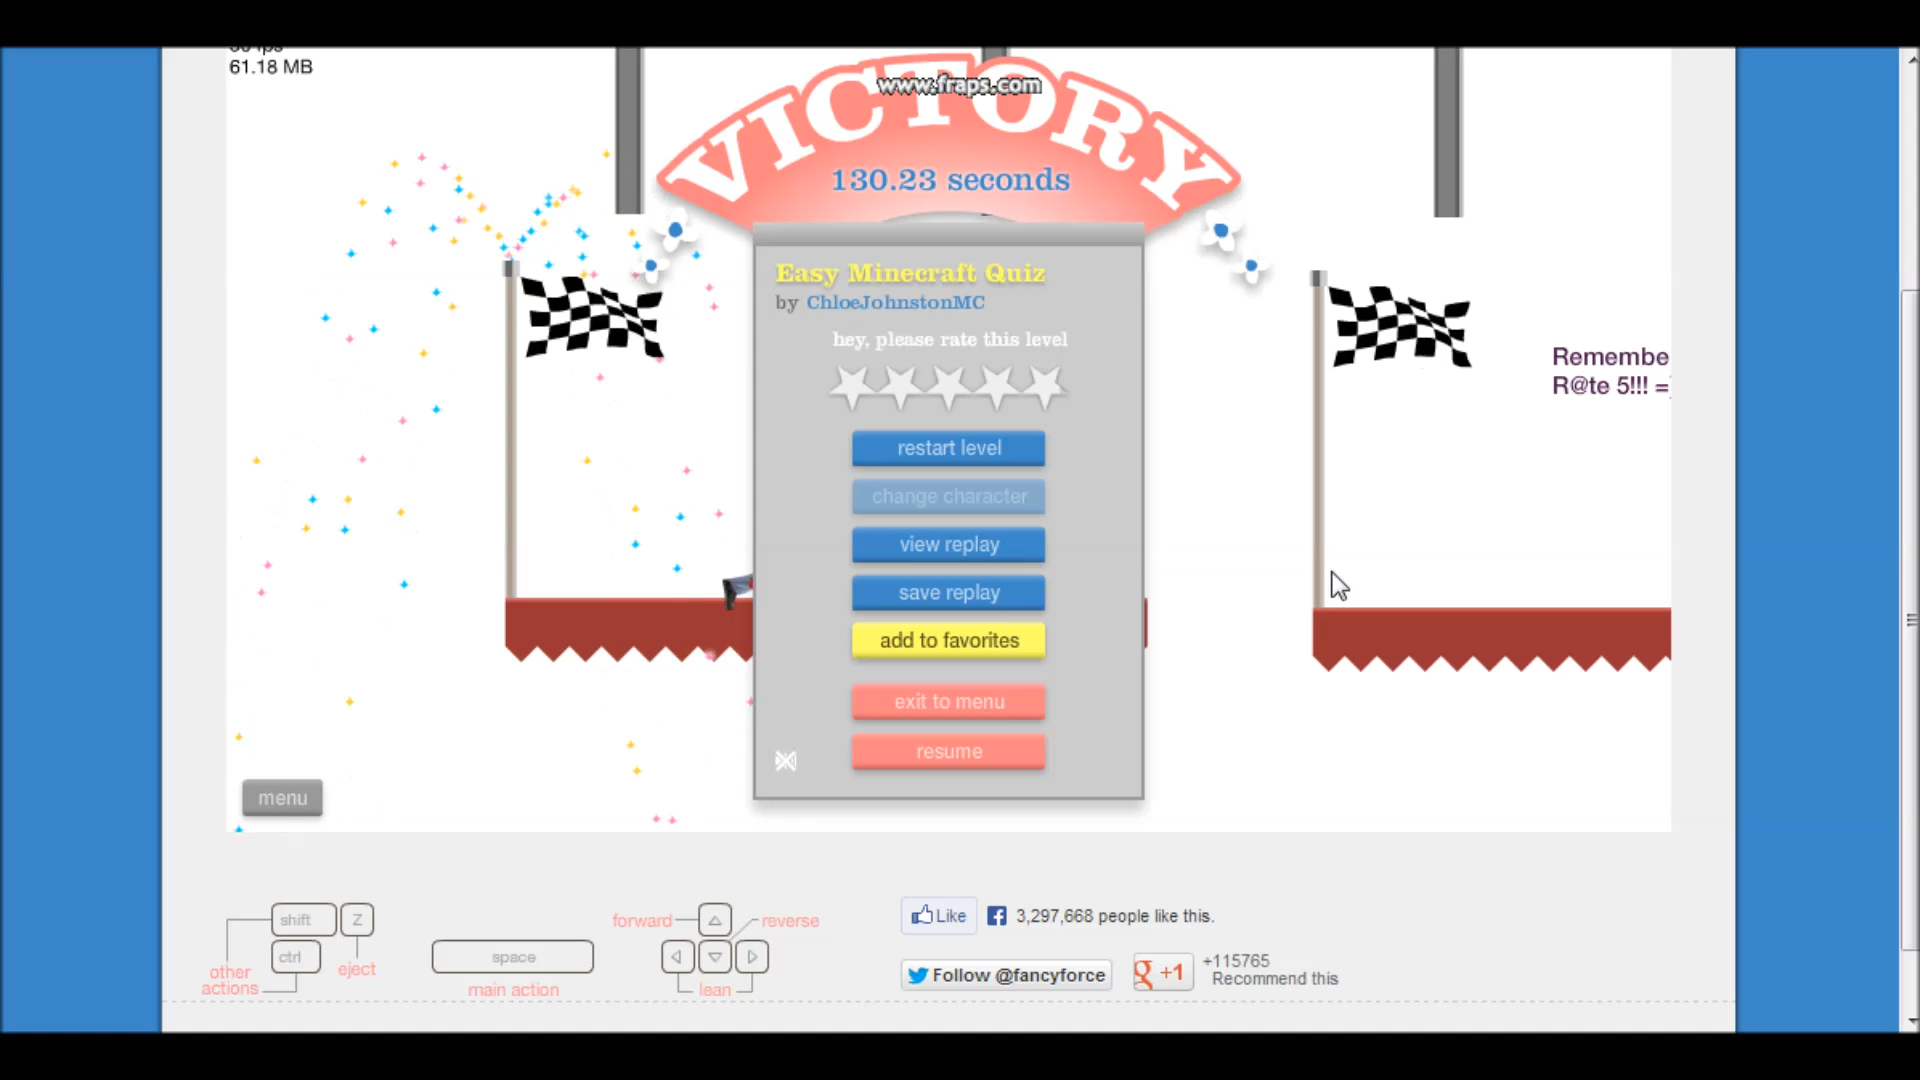 61.18 MB
www.fraps.com
VICTORY
130.23 seconds
Easy Minecraft Quiz
by ChloeJohnstonMC
hey, please rate this level
Remembe
R@te 5!!! =
restart level
change character
view replay
save replay
add to favorites
exit to menu
resume
menu
shift
Z
ctrl
other
actions
eject
space
main action
forward
reverse
lean
Like
3,297,668 people like this.
Follow @fancyforce
g +1
+115765
Recommend this